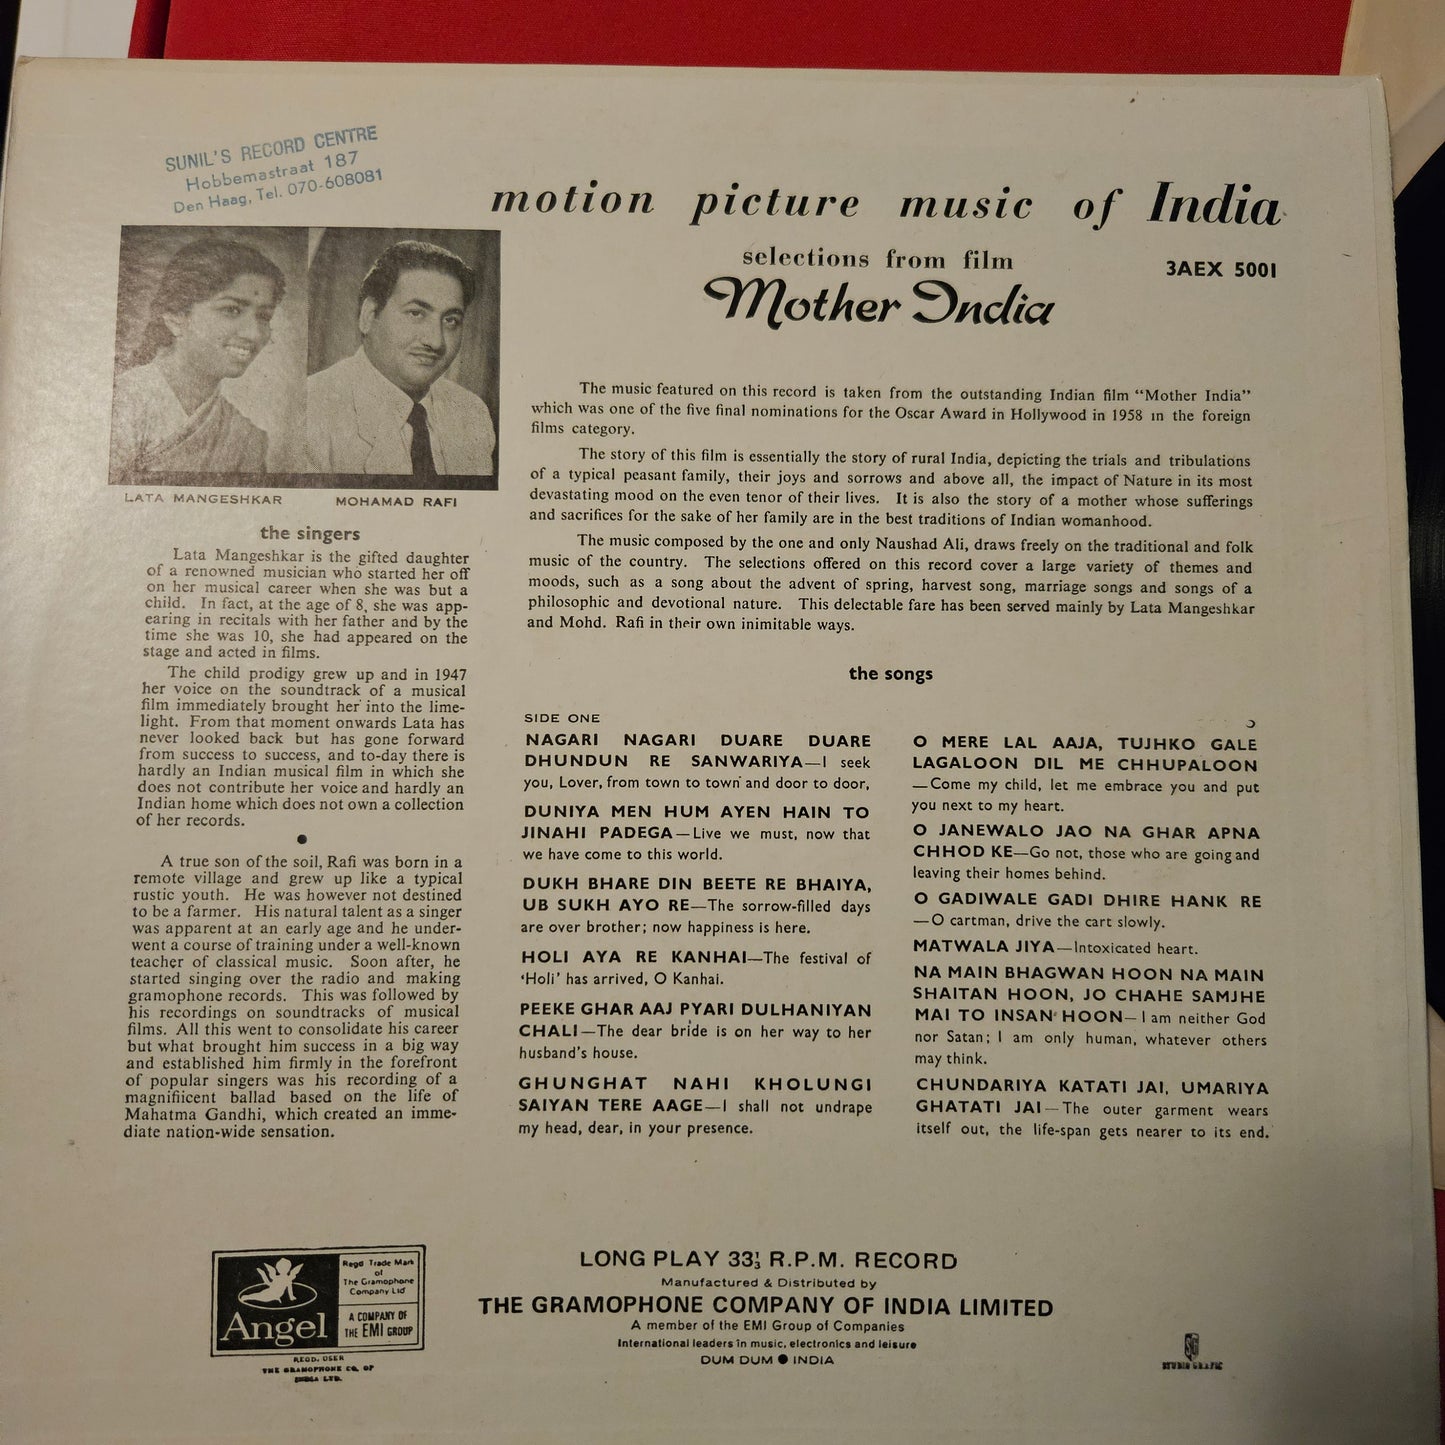 SUNIL'S RECORD CENTRE
Hobbemastraat 187
Den Haag, Tel. 070-608081
motion picture music of India
selections from film
3AEX 5001
Mother India
LATA MANGESHKAR
MOHAMAD RAFI
the singers
Lata Mangeshkar is the gifted daughter
of a renowned musician who started her off
on her musical career when she was but a
child. In fact, at the age of 8, she was app-
earing in recitals with her father and by the
time she was 10, she had appeared on the
stage and acted in films.
The child prodigy grew up and in 1947
her voice on the soundtrack of a musical
film immediately brought her into the lime-
light. From that moment onwards Lata has
never looked back but has gone forward
from success to success, and to-day there is
hardly an Indian musical film in which she
does not contribute her voice and hardly an
Indian home which does not own a collection
of her records.
A true son of the soil, Rafi was born in a
remote village and grew up like a typical
rustic youth. He was however not destined
to be a farmer. His natural talent as a singer
was apparent at an early age and he under-
went a course of training under a well-known
teacher of classical music. Soon after, he
started singing over the radio and making
gramophone records. This was followed by
his recordings on soundtracks of musical
films. All this went to consolidate his career
but what brought him success in a big way
and established him firmly in the forefront
of popular singers was his recording of a
magnifiicent ballad based on the life of
Mahatma Gandhi, which created an imme-
diate nation-wide sensation.
The music featured on this record is taken from the outstanding Indian film "Mother India"
which was one of the five final nominations for the Oscar Award in Hollywood in 1958 in the foreign
films category.
The story of this film is essentially the story of rural India, depicting the trials and tribulations
of a typical peasant family, their joys and sorrows and above all, the impact of Nature in its most
devastating mood on the even tenor of their lives. It is also the story of a mother whose sufferings
and sacrifices for the sake of her family are in the best traditions of Indian womanhood.
The music composed by the one and only Naushad Ali, draws freely on the traditional and folk
music of the country. The selections offered on this record cover a large variety of themes and
moods, such as a song about the advent of spring, harvest song, marriage songs and songs of a
philosophic and devotional nature. This delectable fare has been served mainly by Lata Mangeshkar
and Mohd. Rafi in their own inimitable ways.
the songs
SIDE ONE
NAGARI NAGARI DUARE DUARE
DHUNDUN RE SANWARIYA—I seek
you, Lover, from town to town and door to door,
DUNIYA MEN HUM AYEN HAIN TO
JINAHI PADEGA—Live we must, now that
we have come to this world.
DUKH BHARE DIN BEETE RE BHAIYA,
UB SUKH AYO RE—The sorrow-filled days
are over brother; now happiness is here.
HOLI AYA RE KANHAI—The festival of
'Holi' has arrived, O Kanhai.
PEEKE GHAR AAJ PYARI DULHANIYAN
CHALI—The dear bride is on her way to her
husband's house.
GHUNGHAT NAHI KHOLUNGI
SAIYAN TERE AAGE—I shall not undrape
my head, dear, in your presence.
O MERE LAL AAJA, TUJHKO GALE
LAGALOON DIL ME CHHUPALOON
—Come my child, let me embrace you and put
you next to my heart.
O JANEWALO JAO NA GHAR APNA
CHHOD KE—Go not, those who are going and
leaving their homes behind.
O GADIWALE GADI DHIRE HANK RE
—O cartman, drive the cart slowly.
MATWALA JIYA—Intoxicated heart.
NA MAIN BHAGWAN HOON NA MAIN
SHAITAN HOON, JO CHAHE SAMJHE
MAI TO INSAN HOON—I am neither God
nor Satan; I am only human, whatever others
may think.
CHUNDARIYA KATATI JAI, UMARIYA
GHATATI JAI—The outer garment wears
itself out, the life-span gets nearer to its end.
Angel
Regd Trade Mark
of
The Gramophone
Company Ltd
A COMPANY OF
THE EMI GROUP
REGD. USER
THE GRAMOPHONE CO. OF
INDIA LTD.
LONG PLAY 33⅓ R.P.M. RECORD
Manufactured & Distributed by
THE GRAMOPHONE COMPANY OF INDIA LIMITED
A member of the EMI Group of Companies
International leaders in music, electronics and leisure
DUM DUM ● INDIA
STUDIO GRAFIC